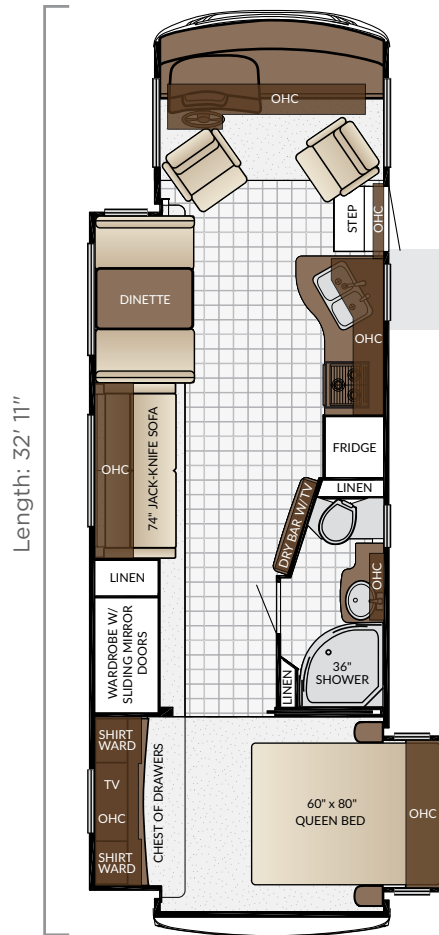 Length: 32' 11"
OHC
STEP
OHC
DINETTE
OHC
74" JACK-KNIFE SOFA
OHC
FRIDGE
LINEN
DRY BAR W/TV
LINEN
OHC
WARDROBE W/
SLIDING MIRROR
DOORS
36"
SHOWER
LINEN
SHIRT
WARD
TV
OHC
SHIRT
WARD
CHEST OF DRAWERS
60" x 80"
QUEEN BED
OHC